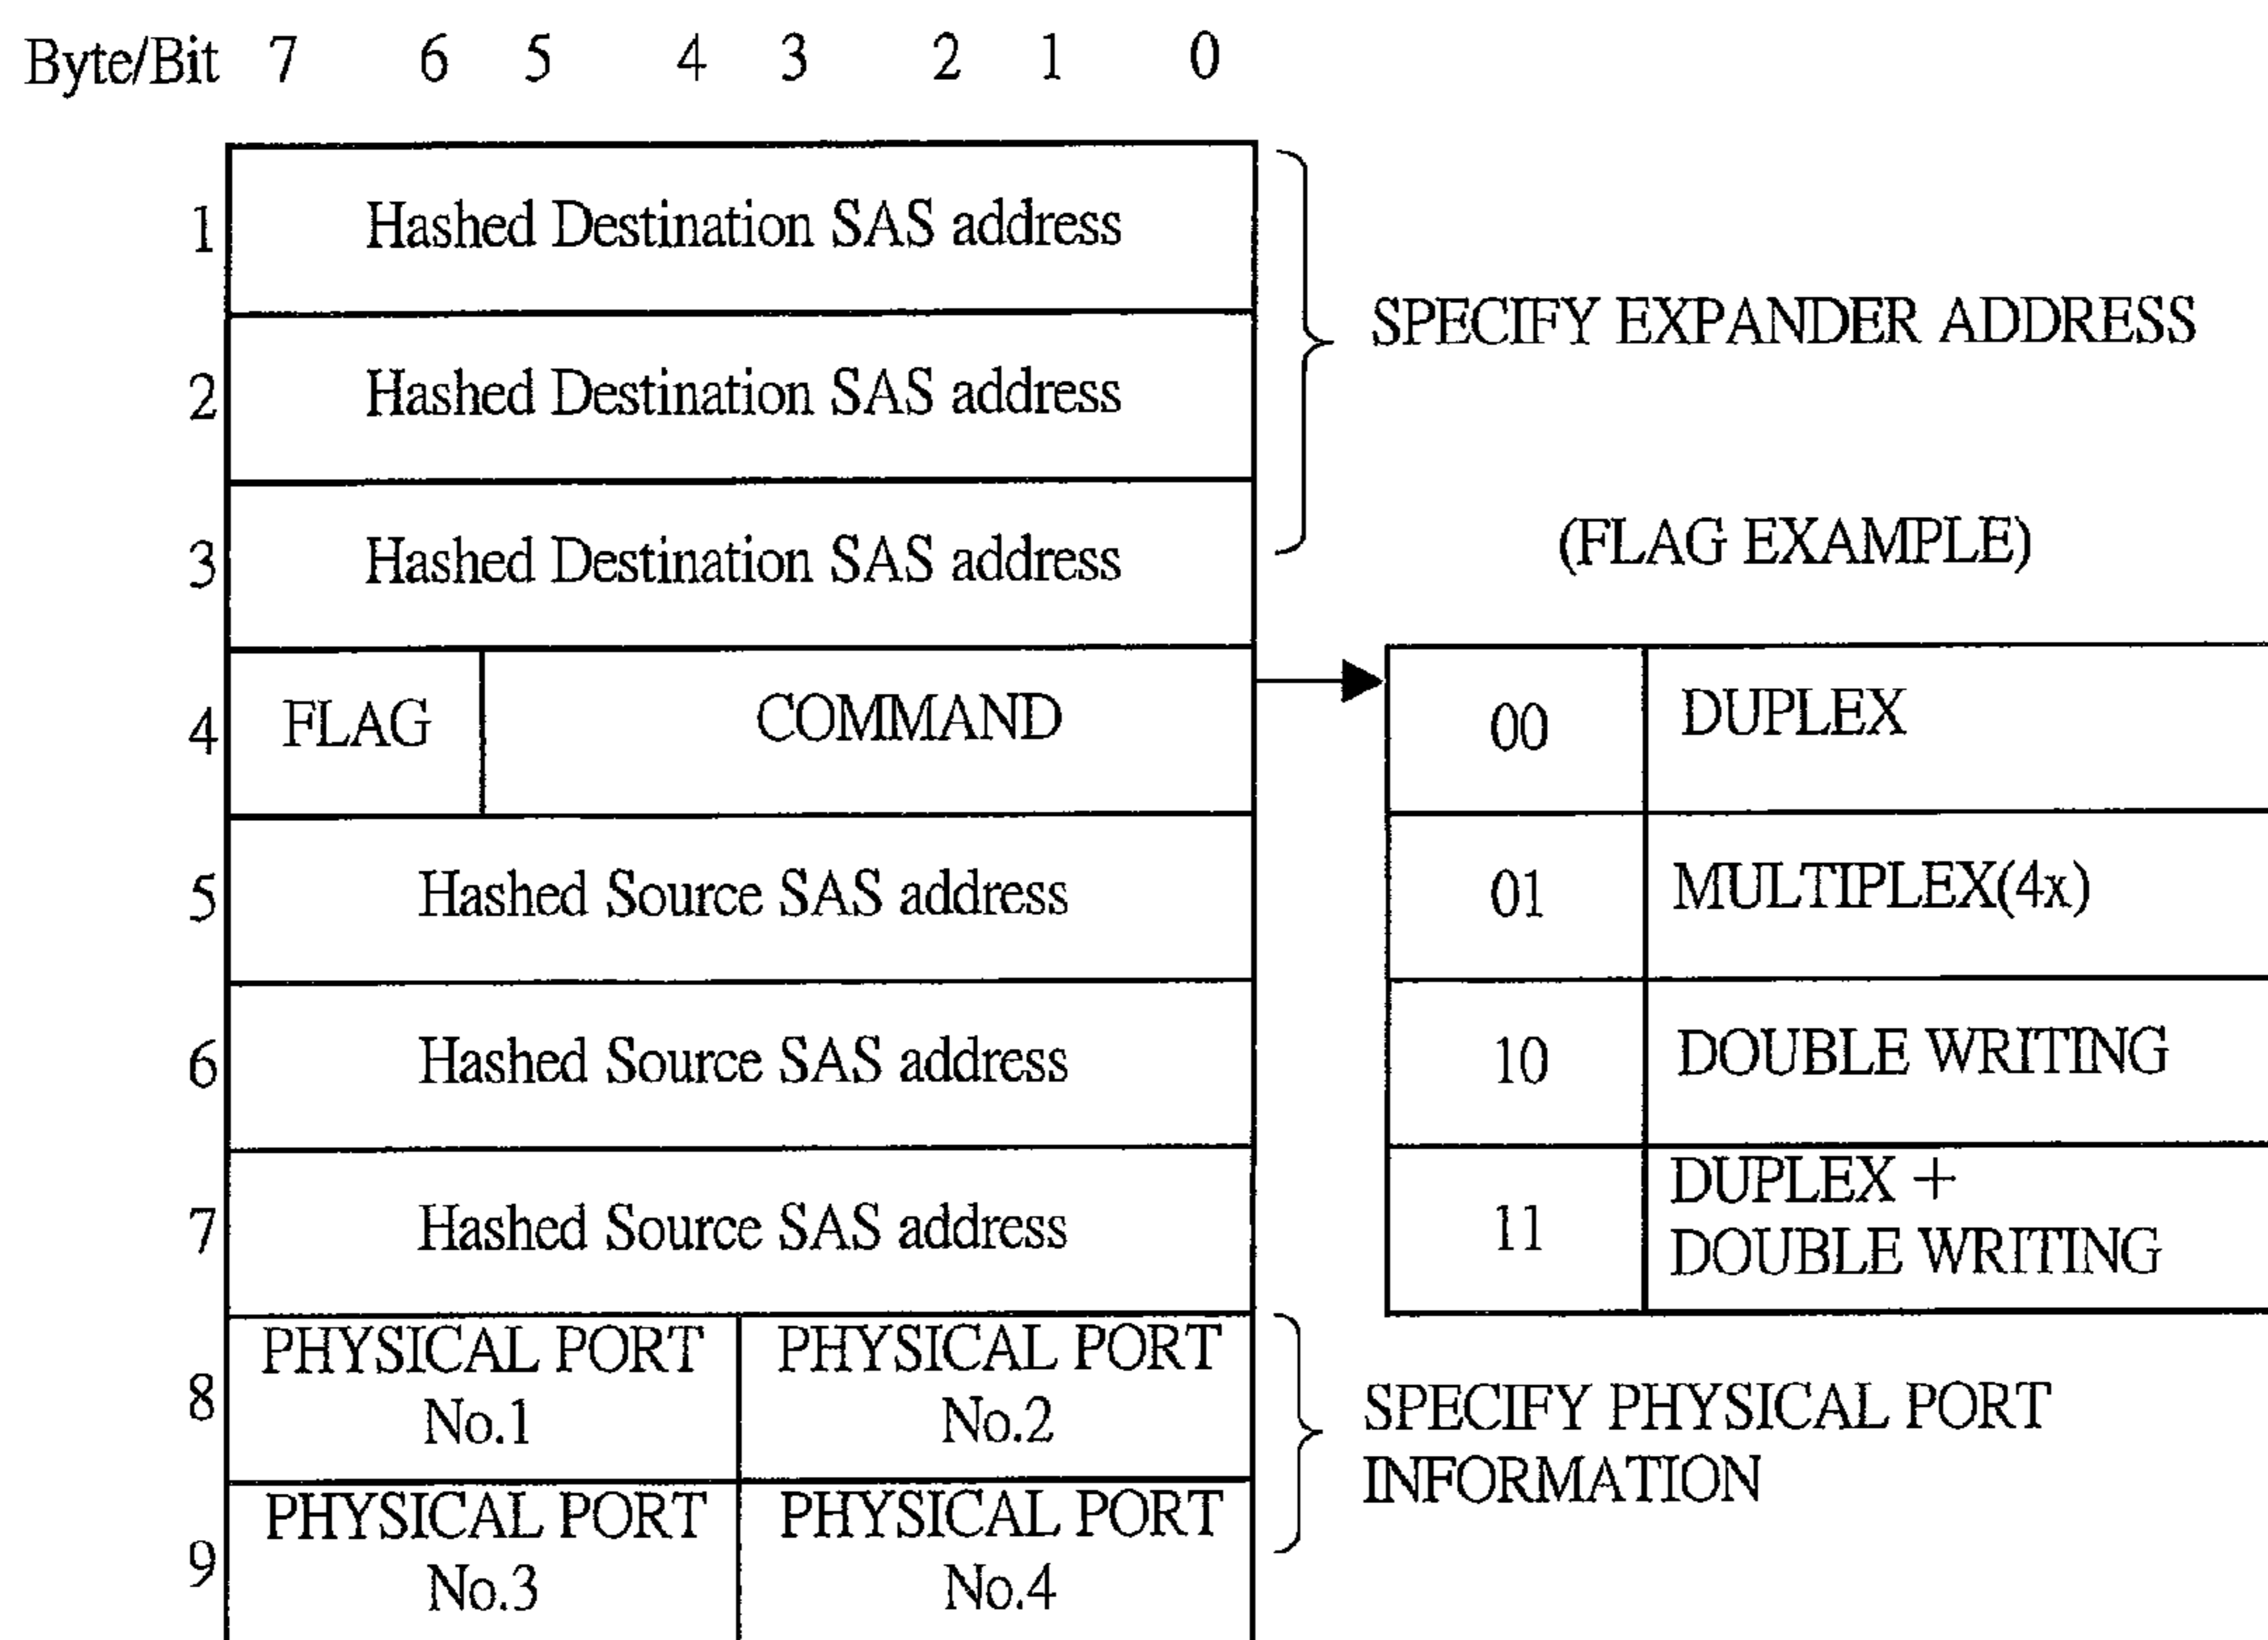 Byte/Bit 7 6 5 4 3 2 1 0
1 Hashed Destination SAS address
2 Hashed Destination SAS address
3 Hashed Destination SAS address
SPECIFY EXPANDER ADDRESS
4 FLAG COMMAND
5 Hashed Source SAS address
6 Hashed Source SAS address
7 Hashed Source SAS address
(FLAG EXAMPLE)
00 DUPLEX
01 MULTIPLEX(4x)
10 DOUBLE WRITING
11 DUPLEX +
DOUBLE WRITING
8 PHYSICAL PORT
No.1
PHYSICAL PORT
No.2
9 PHYSICAL PORT
No.3
PHYSICAL PORT
No.4
SPECIFY PHYSICAL PORT
INFORMATION